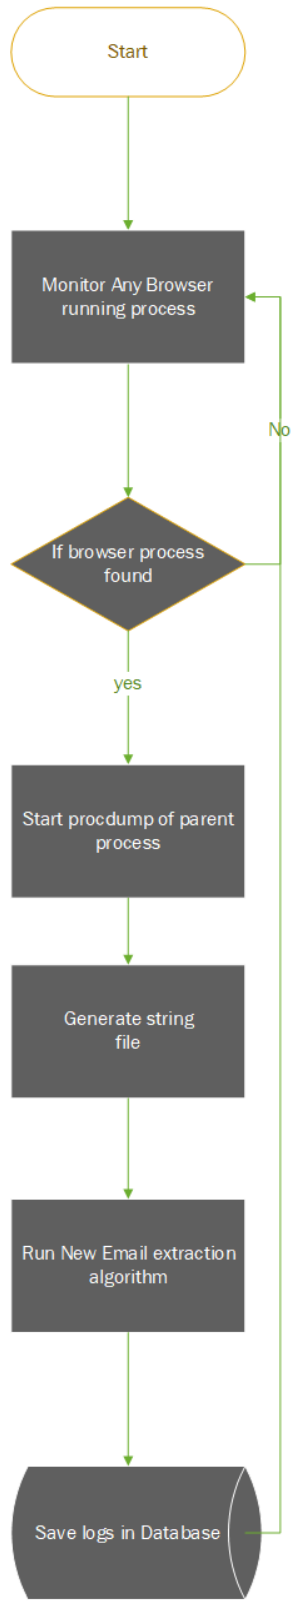 Start
Monitor Any Browser
running process
No
If browser process
found
yes
Start procdump of parent
process
Generate string
file
Run New Email extraction
algorithm
Save logs in Database